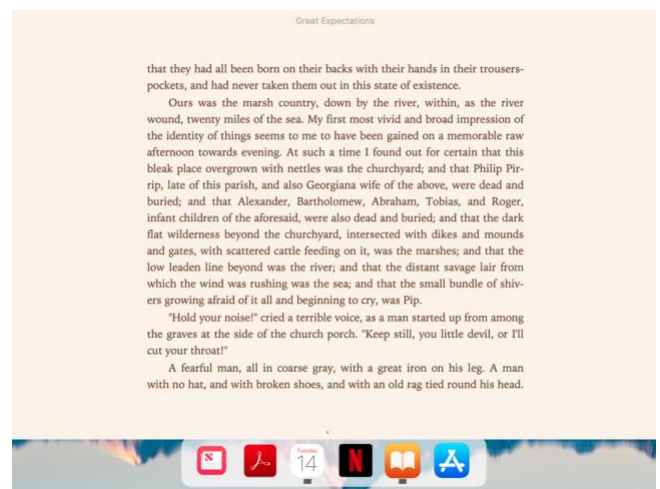 Great Expectations
that they had all been born on their backs with their hands in their trousers-
pockets, and had never taken them out in this state of existence.
Ours was the marsh country, down by the river, within, as the river
wound, twenty miles of the sea. My first most vivid and broad impression of
the identity of things seems to me to have been gained on a memorable raw
afternoon towards evening. At such a time I found out for certain that this
bleak place overgrown with nettles was the churchyard; and that Philip Pir-
rip, late of this parish, and also Georgiana wife of the above, were dead and
buried; and that Alexander, Bartholomew, Abraham, Tobias, and Roger,
infant children of the aforesaid, were also dead and buried; and that the dark
flat wilderness beyond the churchyard, intersected with dikes and mounds
and gates, with scattered cattle feeding on it, was the marshes; and that the
low leaden line beyond was the river; and that the distant savage lair from
which the wind was rushing was the sea; and that the small bundle of shiv-
ers growing afraid of it all and beginning to cry, was Pip.
"Hold your noise!" cried a terrible voice, as a man started up from among
the graves at the side of the church porch. "Keep still, you little devil, or I'll
cut your throat!"
A fearful man, all in coarse gray, with a great iron on his leg. A man
with no hat, and with broken shoes, and with an old rag tied round his head.
Tuesday
14
N